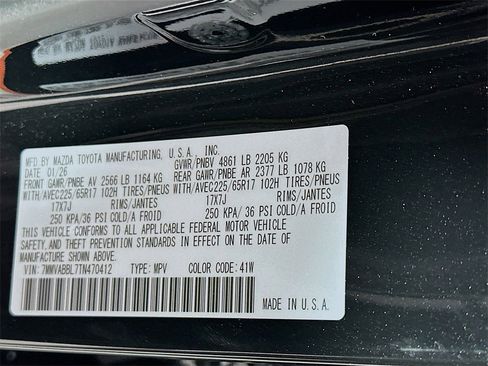 MFD BY MAZDA TOYOTA MANUFACTURING, U.S.A., INC.
DATE 01/26 GVWR/PNBV 4861 LB 2205 KG
FRONT GAWR/PNBE AV 2566 LB 1164 KG REAR GAWR/PNBE AR 2377 LB 1078 KG
WITH/AVEC225/65R17 102H TIRES/PNEUS WITH/AVEC225/65R17 102H TIRES/PNEUS
17X7J RIMS/JANTES 17X7J RIMS/JANTES
250 KPA/36 PSI COLD/A FROID 250 KPA/36 PSI COLD/A FROID
THIS VEHICLE CONFORMS TO ALL APPLICABLE FEDERAL MOTOR VEHICLE
SAFETY AND BUMPER STANDARDS IN EFFECT ON THE DATE OF
MANUFACTURE SHOWN ABOVE.
VIN: 7MMVABBL7TN470412 TYPE: MPV COLOR CODE: 41W
MADE IN U.S.A.